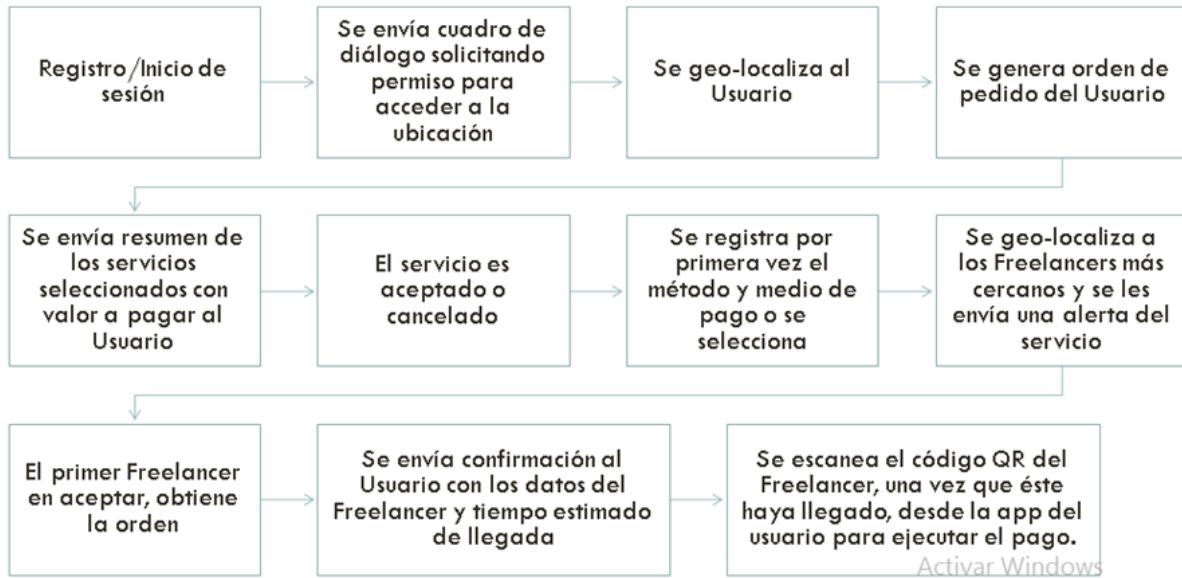 Registro/Inicio de
sesión
Se envía cuadro de
diálogo solicitando
permiso para
acceder a la
ubicación
Se geo-localiza al
Usuario
Se genera orden de
pedido del Usuario
Se envía resumen de
los servicios
seleccionados con
valor a pagar al
Usuario
El servicio es
aceptado o
cancelado
Se registra por
primera vez el
método y medio de
pago o se
selecciona
Se geo-localiza a
los Freelancers más
cercanos y se les
envía una alerta del
servicio
El primer Freelancer
en aceptar, obtiene
la orden
Se envía confirmación al
Usuario con los datos del
Freelancer y tiempo estimado
de llegada
Se escanea el código QR del
Freelancer, una vez que éste
haya llegado, desde la app del
usuario para ejecutar el pago.
Activar Windows